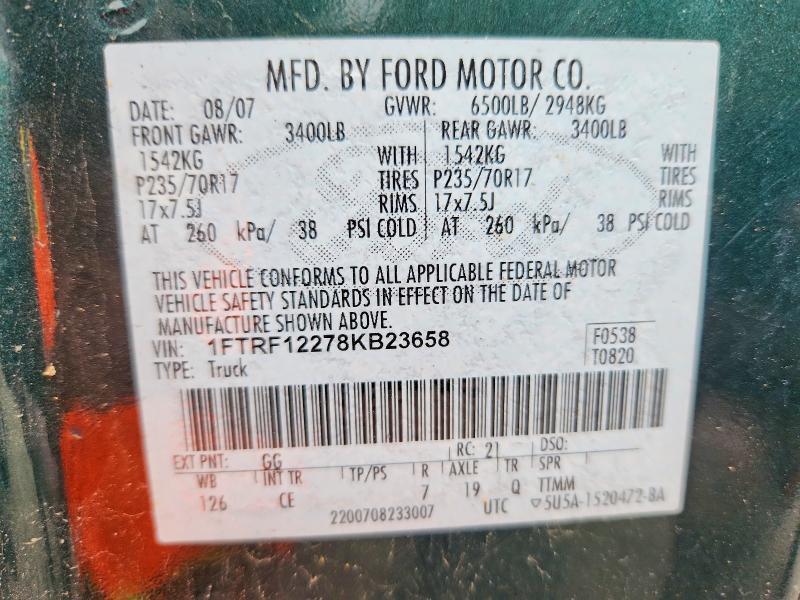 MFD. BY FORD MOTOR CO.
DATE: 08/07 GVWR: 6500LB/ 2948KG
FRONT GAWR: 3400LB REAR GAWR: 3400LB
1542KG WITH 1542KG WITH
P235/70R17 TIRES P235/70R17 TIRES
17x7.5J RIMS 17x7.5J RIMS
AT 260 kPa/ 38 PSI COLD AT 260 kPa/ 38 PSI COLD
THIS VEHICLE CONFORMS TO ALL APPLICABLE FEDERAL MOTOR
VEHICLE SAFETY STANDARDS IN EFFECT ON THE DATE OF
MANUFACTURE SHOWN ABOVE.
VIN: 1FTRF12278KB23658 F0538
TYPE: Truck T0820
EXT PNT: GG RC: 21 DSO:
WB INT TR TP/PS R AXLE TR SPR
126 CE 7 19 Q TTMM
2200708233007 UTC ▽5U5A-1520472-BA